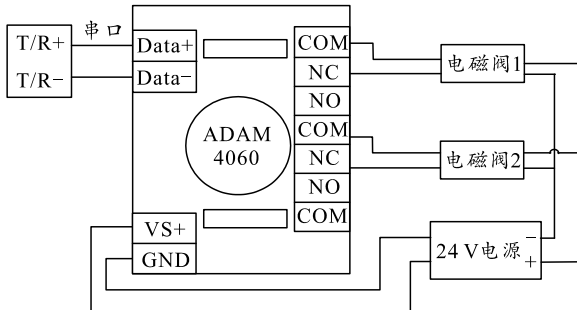 T/R+
T/R−
串口
Data+
Data−
ADAM
4060
VS+
GND
COM
NC
NO
COM
NC
NO
COM
电磁阀1
电磁阀2
24 V电源
−
+